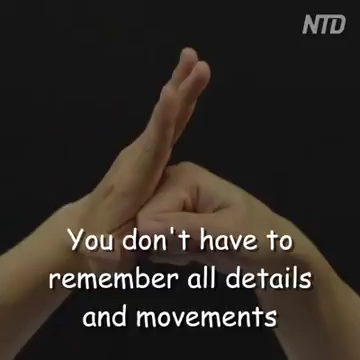 NTD
You don't have to
remember all details
and movements